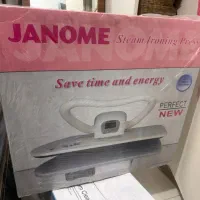 JANOME Steam Ironing Press
Save time and energy
PERFECT
NEW